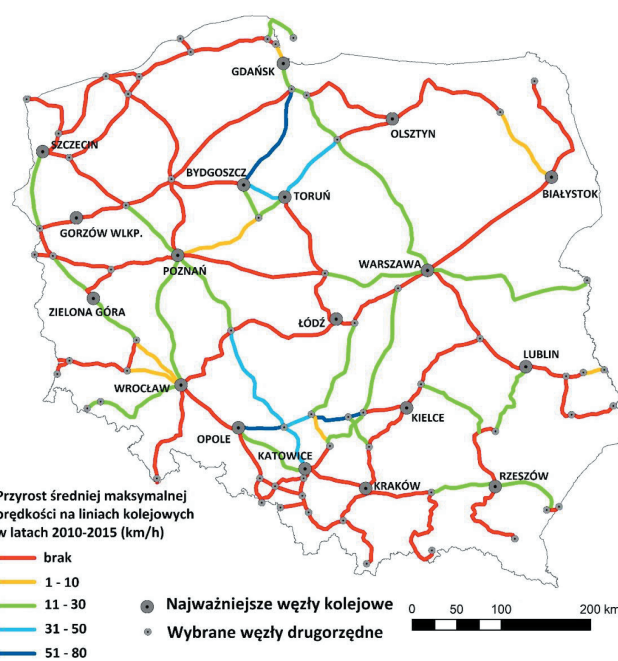 GDAŃSK
OLSZTYN
SZCZECIN
BYDGOSZCZ
TORUŃ
BIAŁYSTOK
GORZÓW WLKP.
POZNAŃ
WARSZAWA
ZIELONA GÓRA
ŁÓDŹ
LUBLIN
WROCŁAW
OPOLE
KIELCE
KATOWICE
KRAKÓW
RZESZÓW
Przyrost średniej maksymalnej
prędkości na liniach kolejowych
w latach 2010-2015 (km/h)
brak
1 - 10
11 - 30
31 - 50
51 - 80
Najważniejsze węzły kolejowe
Wybrane węzły drugorzędne
0 50 100 200 km